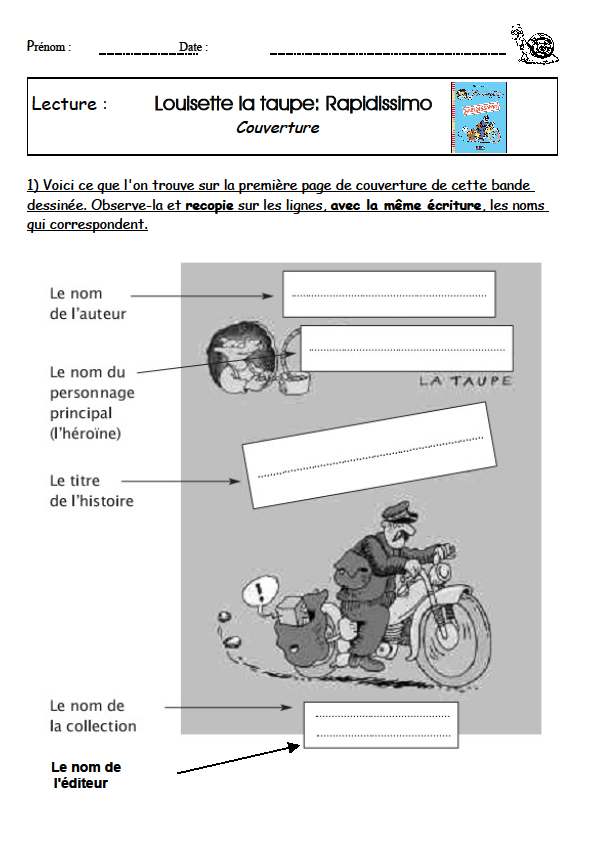 Prénom : Date :
Lecture : Louisette la taupe: Rapidissimo
Couverture
1) Voici ce que l'on trouve sur la première page de couverture de cette bande
dessinée. Observe-la et recopie sur les lignes, avec la même écriture, les noms
qui correspondent.
Le nom
de l'auteur
Le nom du
personnage
principal
(l'héroïne)
LA TAUPE
Le titre
de l'histoire
!
Le nom de
la collection
Le nom de
l'éditeur